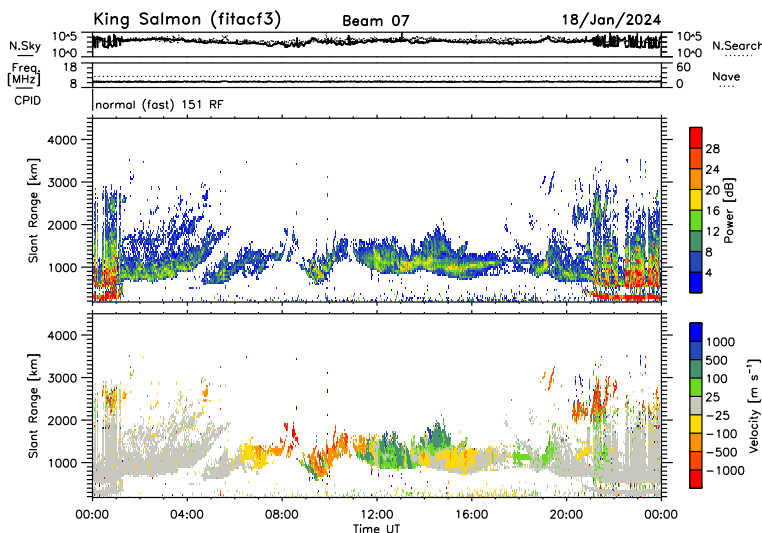 King Salmon (fitacf3) Beam 07 18/Jan/2024
N.Sky 10+5 10+0 10+5 10+0 N.Search
Freq. [MHz] 18 8 60 0 Nave
CPID normal (fast) 151 RF
Slant Range [km] 4000 3000 2000 1000
28 24 20 16 12 8 4 Power [dB]
Slant Range [km] 4000 3000 2000 1000
1000 500 100 25 −25 −100 −500 −1000 Velocity [m s⁻¹]
00:00 04:00 08:00 12:00 16:00 20:00 00:00
Time UT